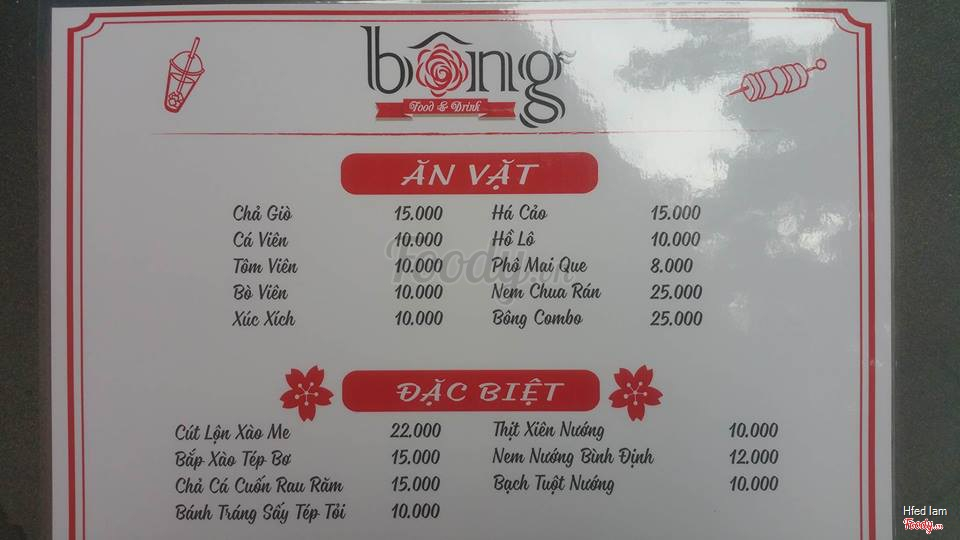 bông
Food & Drink
ĂN VẶT
Chả Giò 15.000 Há Cảo 15.000
Cá Viên 10.000 Hồ Lô 10.000
Tôm Viên 10.000 Phô Mai Que 8.000
Bò Viên 10.000 Nem Chua Rán 25.000
Xúc Xích 10.000 Bông Combo 25.000
Foody.vn
ĐẶC BIỆT
Cút Lộn Xào Me 22.000 Thịt Xiên Nướng 10.000
Bắp Xào Tép Bơ 15.000 Nem Nướng Bình Định 12.000
Chả Cá Cuốn Rau Răm 15.000 Bạch Tuột Nướng 10.000
Bánh Tráng Sấy Tép Tỏi 10.000
Hfed Iam
Foody.vn